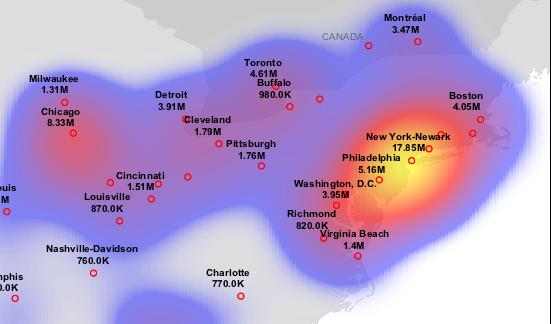 Montréal
3.47M
CANADA
Toronto
4.61M
Buffalo
980.0K
Milwaukee
1.31M
Detroit
3.91M
Boston
4.05M
Chicago
8.33M
Cleveland
1.79M
New York-Newark
17.85M
Pittsburgh
1.76M
Philadelphia
5.16M
Cincinnati
1.51M
Washington, D.C.
3.95M
ouis
M
Louisville
870.0K
Richmond
820.0K
Virginia Beach
1.4M
Nashville-Davidson
760.0K
Charlotte
770.0K
nphis
0.0K